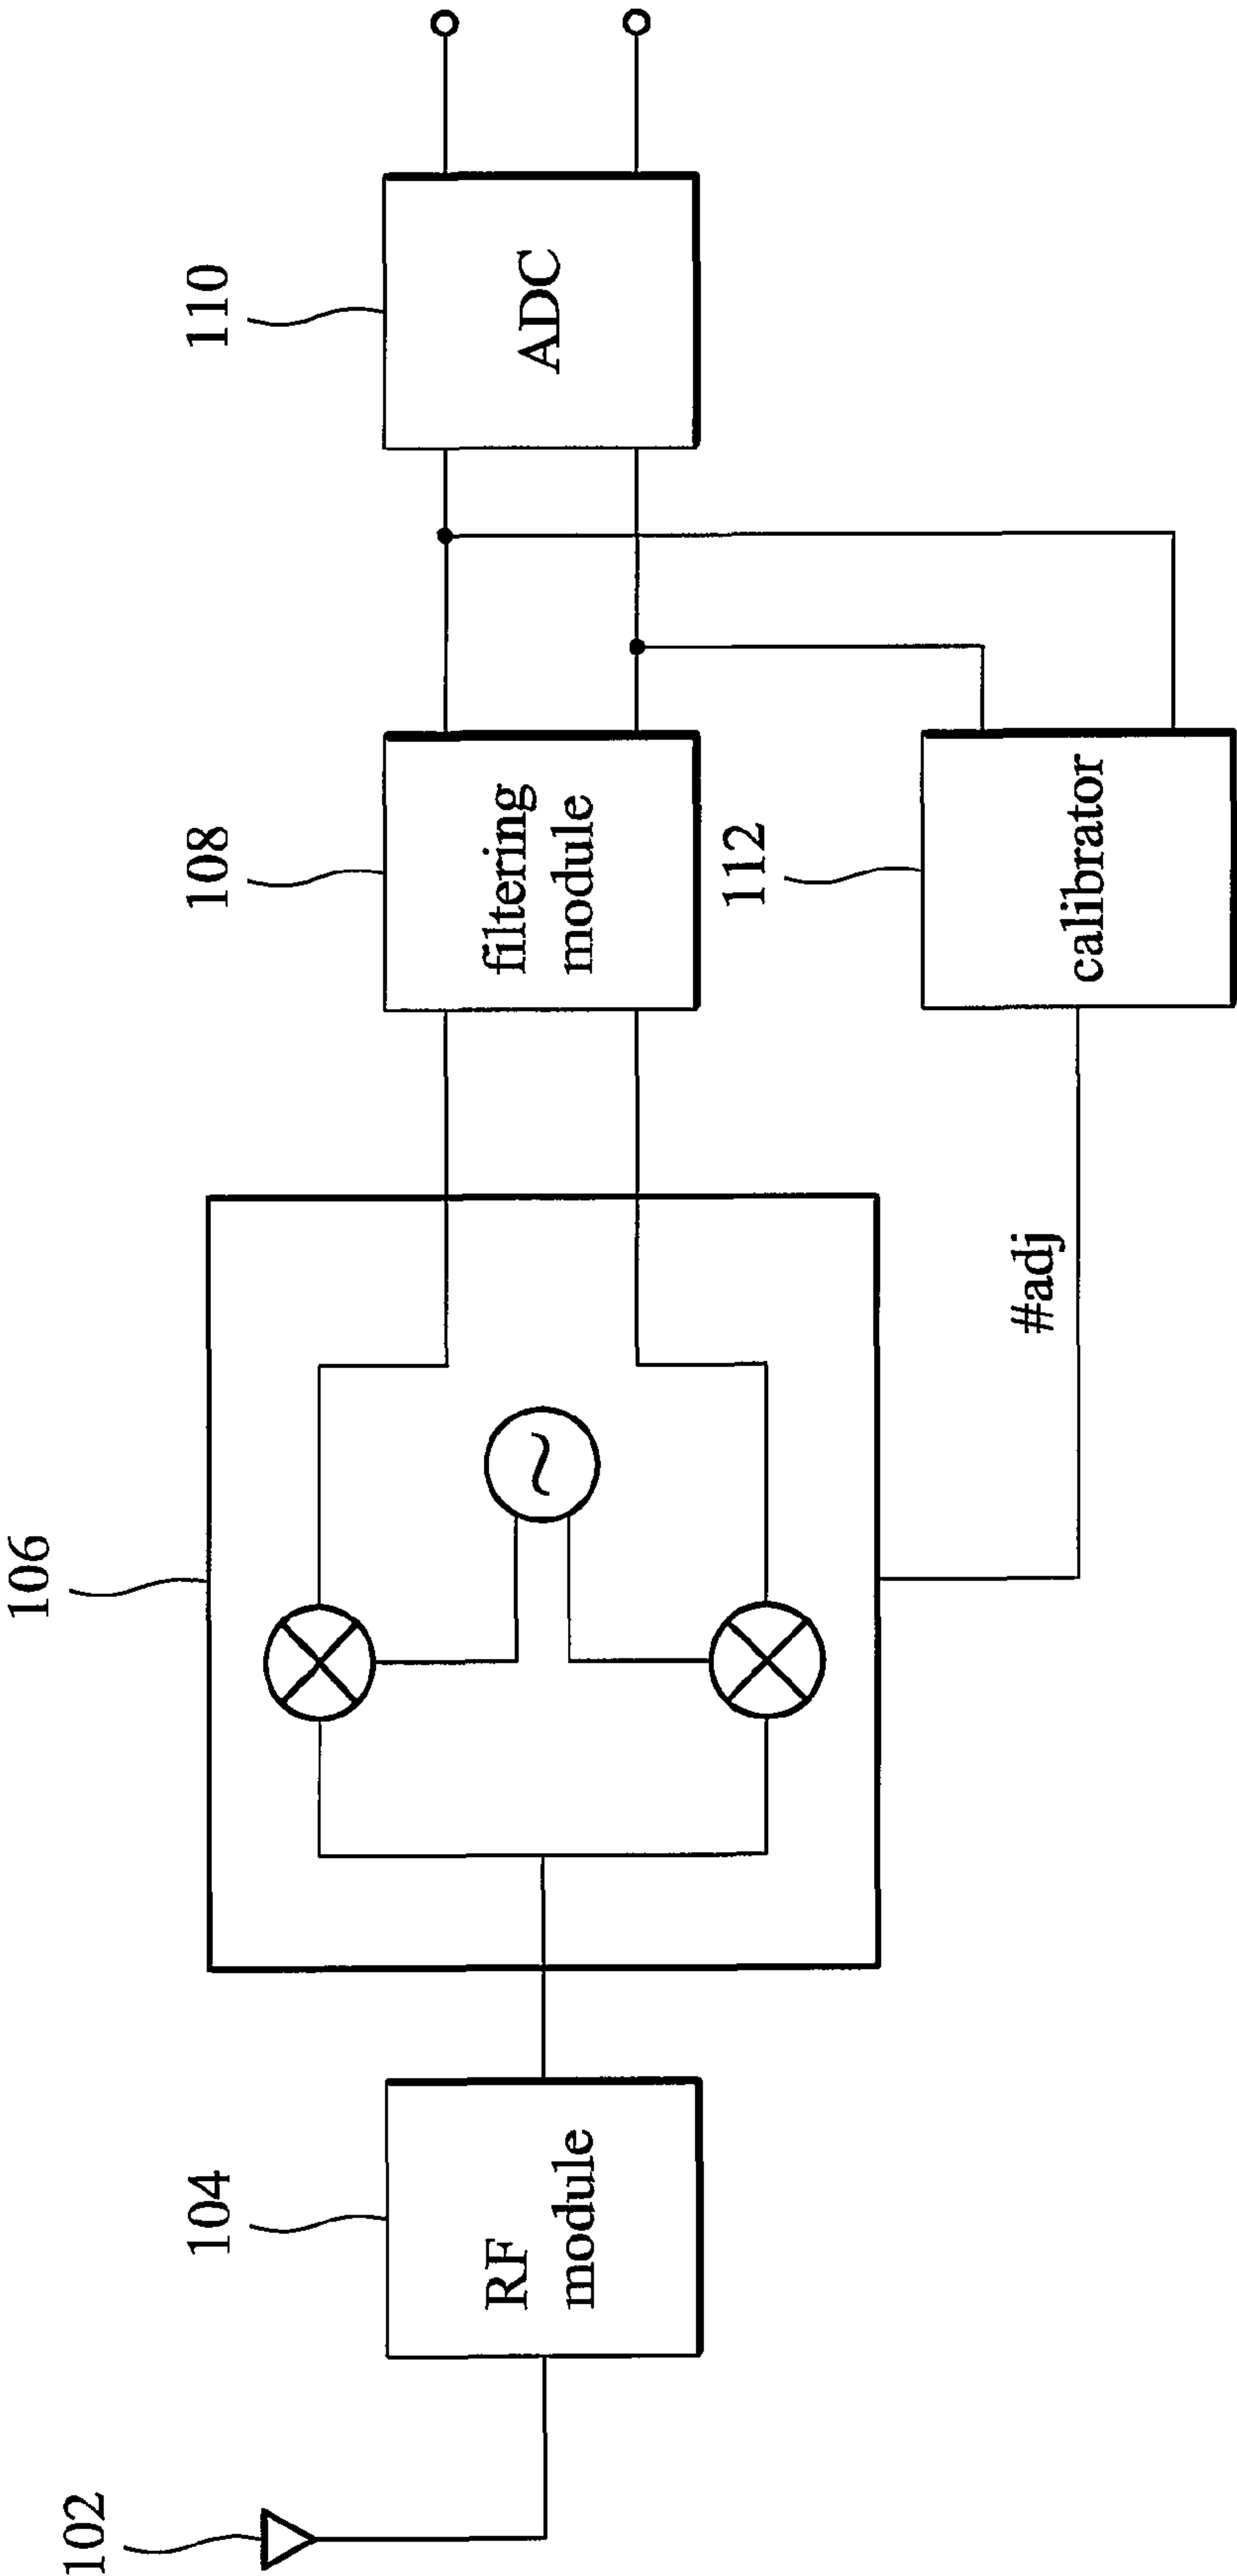 102
104
RF
module
106
108
filtering
module
110
ADC
#adj
112
calibrator